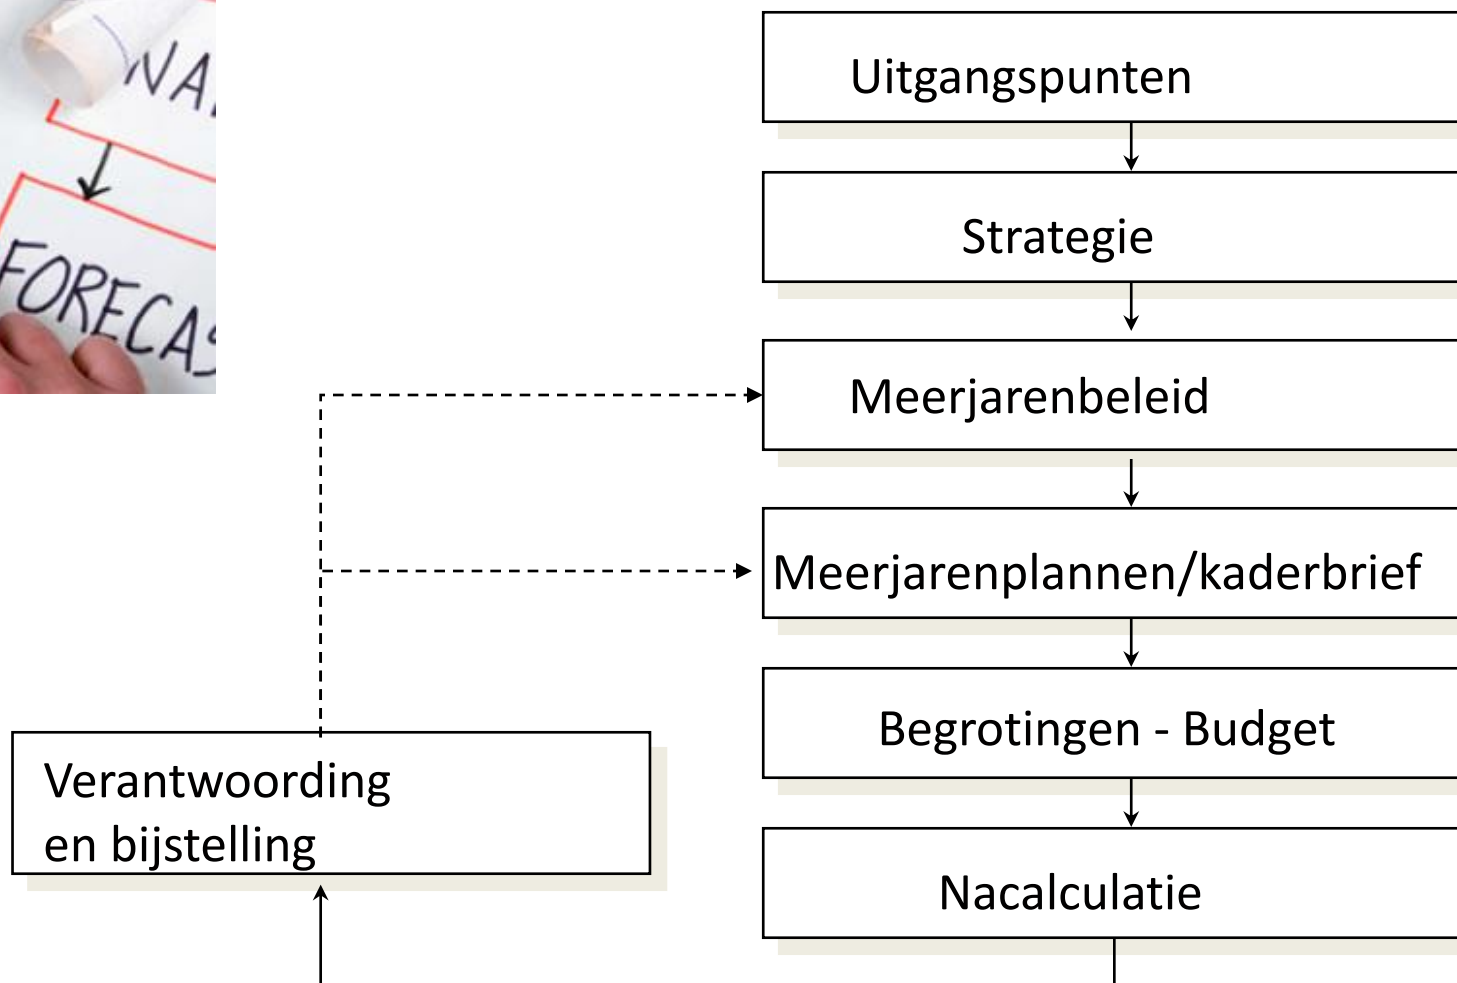 Uitgangspunten
Strategie
Meerjarenbeleid
Meerjarenplannen/kaderbrief
Begrotingen - Budget
Verantwoording
en bijstelling
Nacalculatie